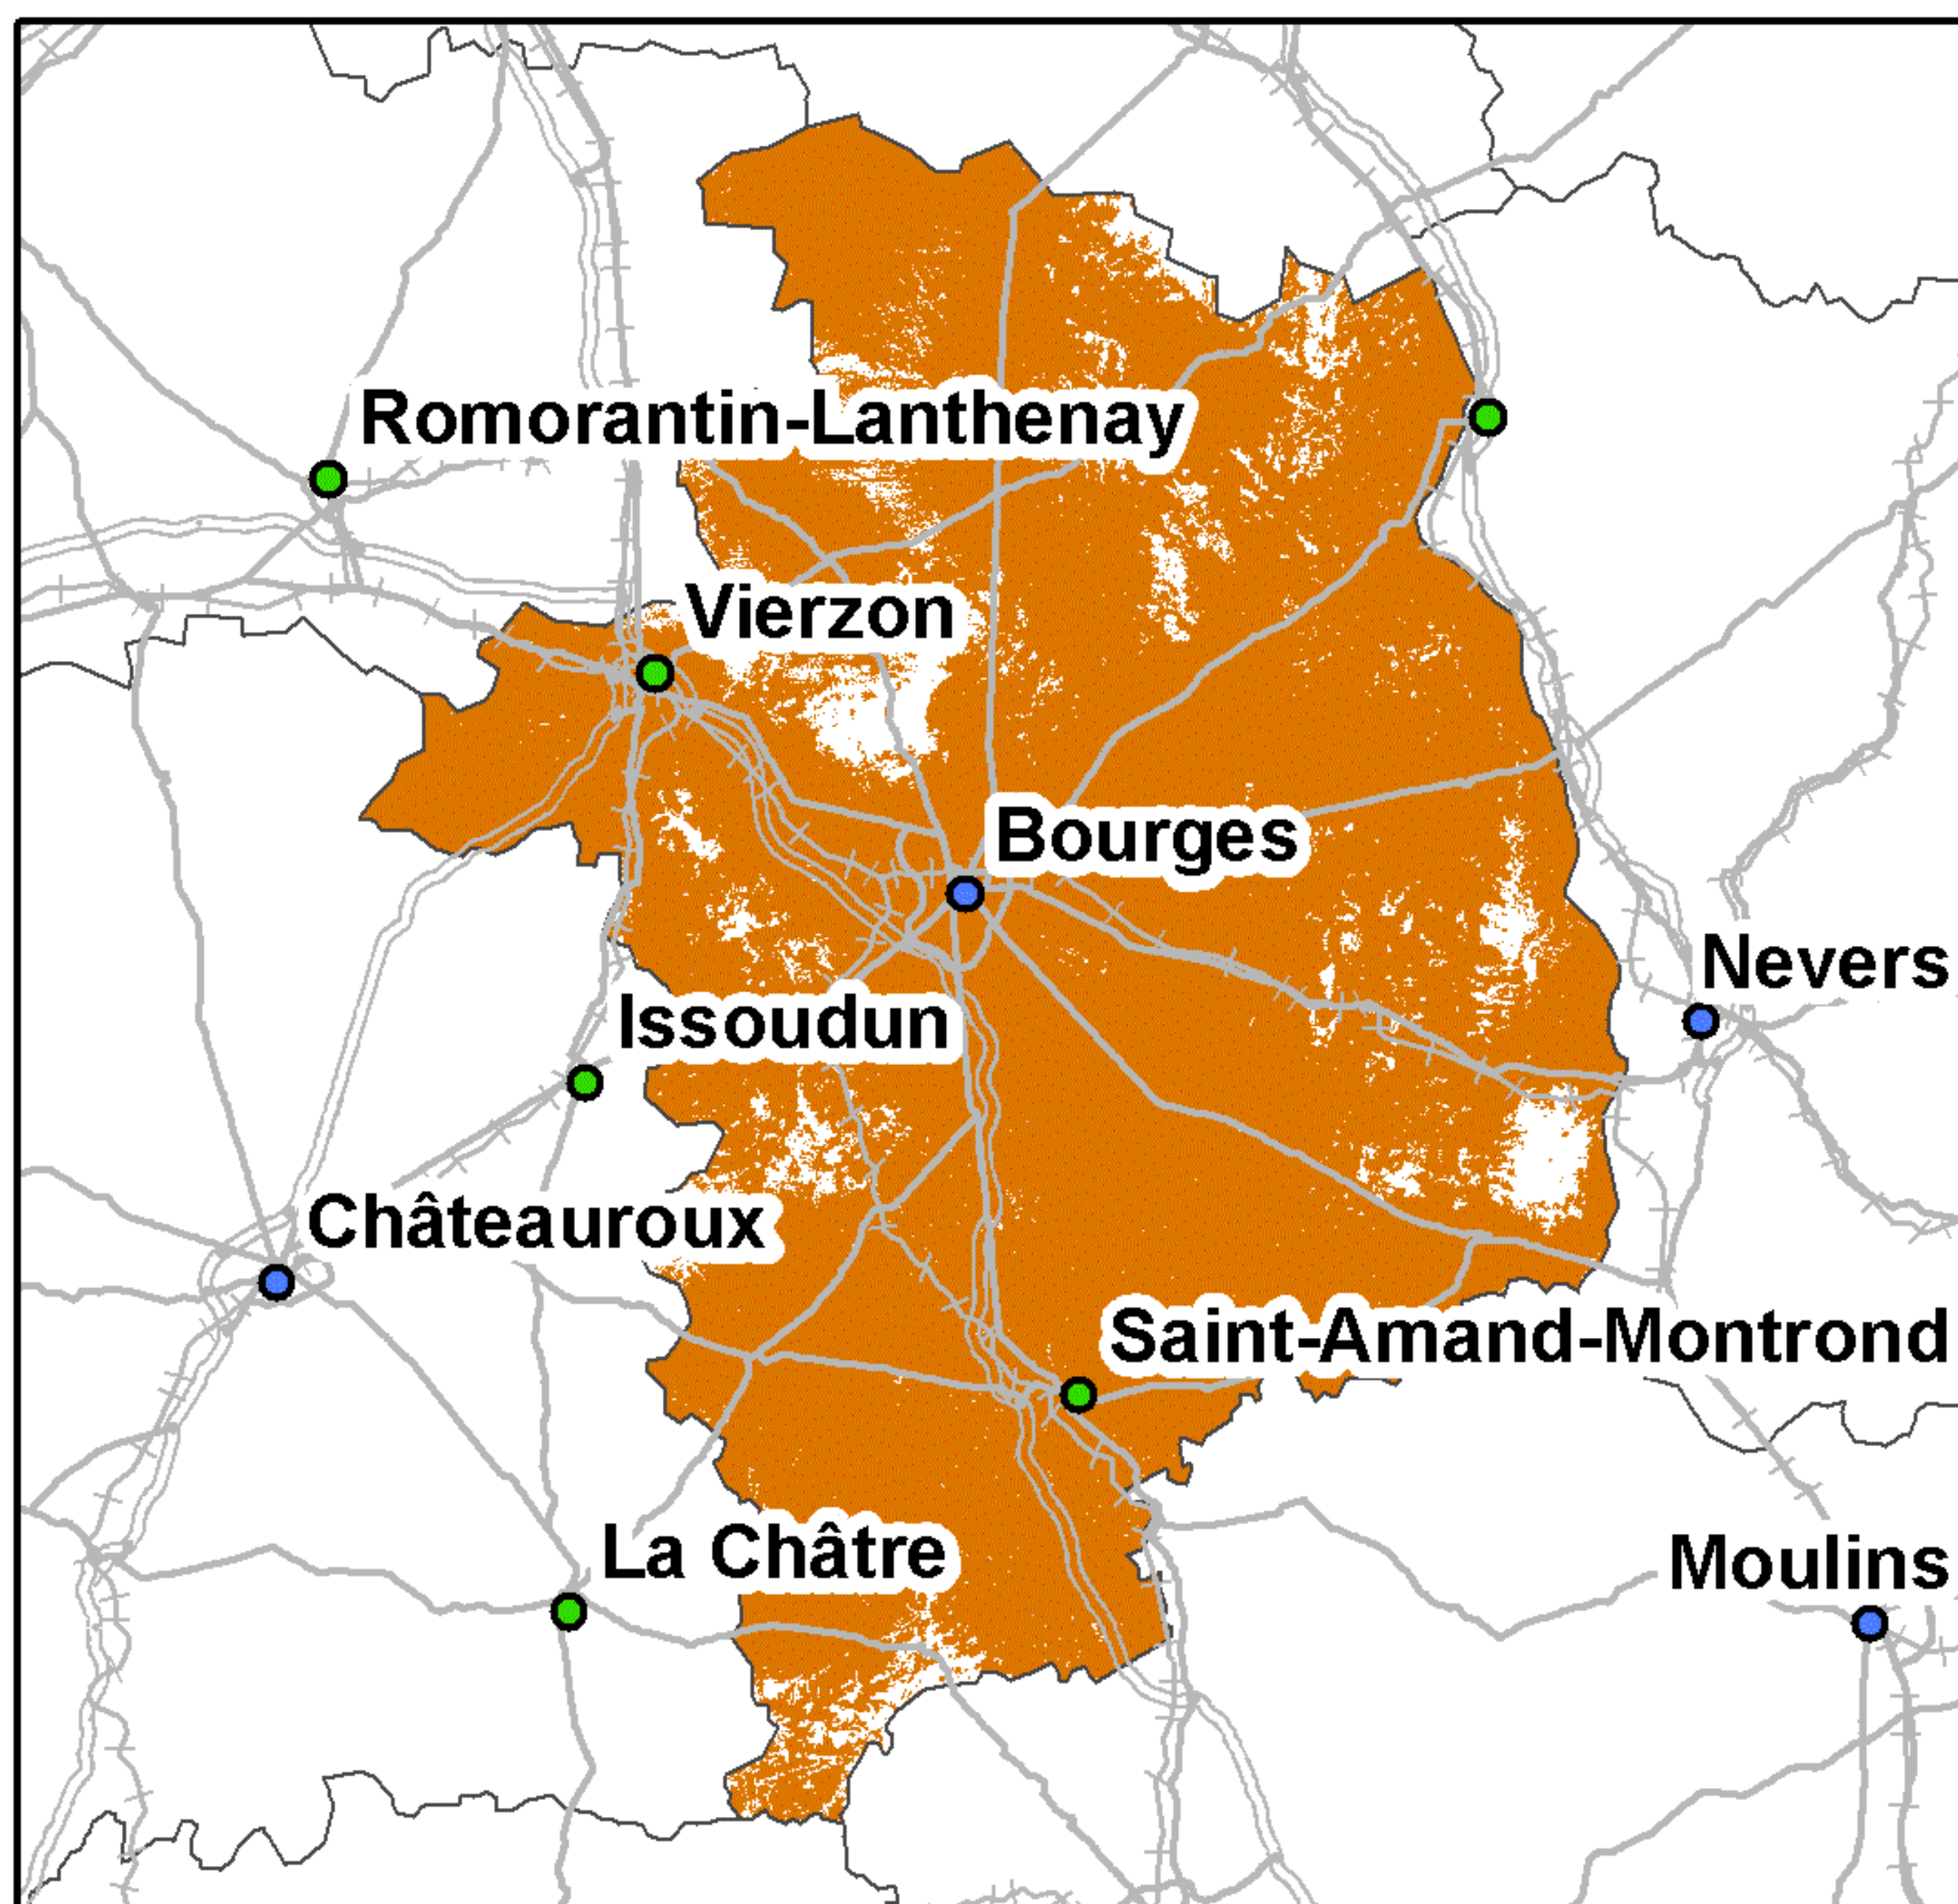 Romorantin-Lanthenay
Vierzon
Bourges
Nevers
Issoudun
Châteauroux
Saint-Amand-Montrond
La Châtre
Moulins